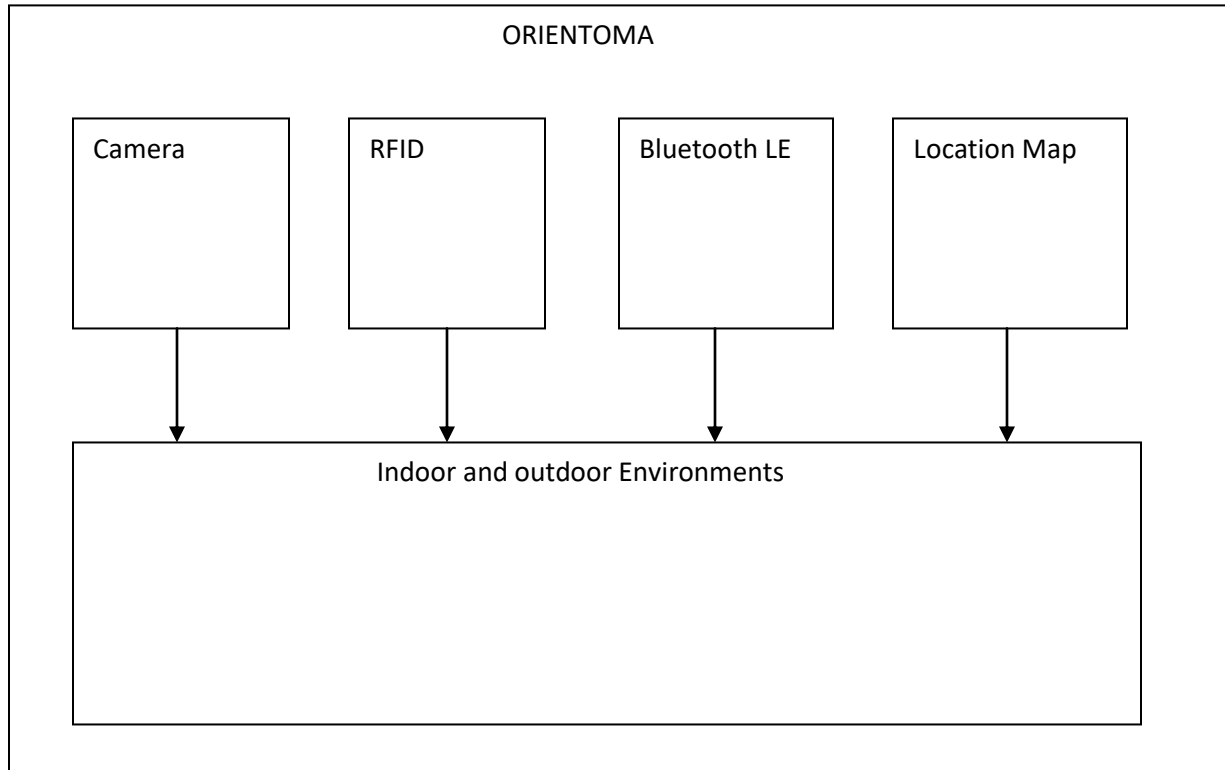 ORIENTOMA
Camera
RFID
Bluetooth LE
Location Map
Indoor and outdoor Environments